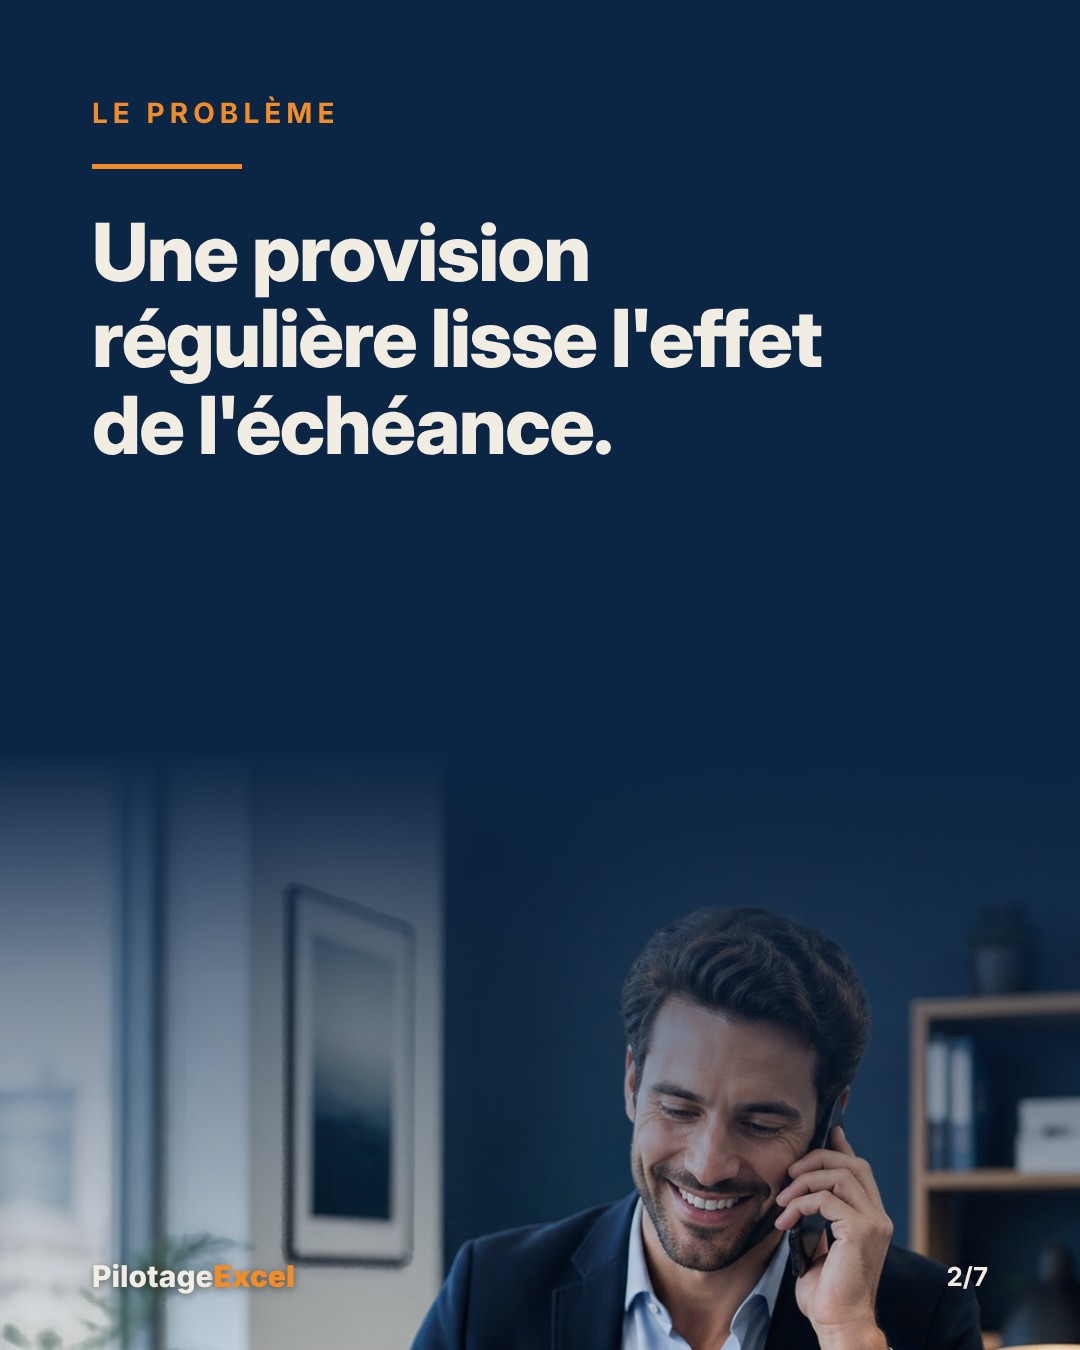 LE PROBLÈME
Une provision
régulière lisse l'effet
de l'échéance.
PilotageExcel
2/7